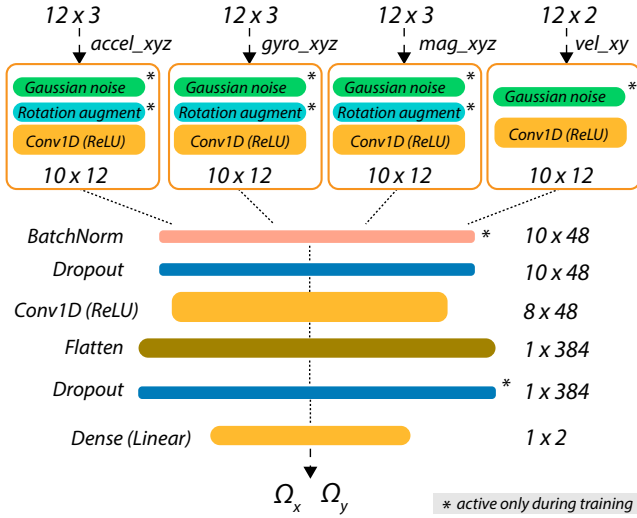 12 x 3 12 x 3 12 x 3 12 x 2
accel_xyz gyro_xyz mag_xyz vel_xy
Gaussian noise * Gaussian noise * Gaussian noise * Gaussian noise *
Rotation augment * Rotation augment * Rotation augment *
Conv1D (ReLU) Conv1D (ReLU) Conv1D (ReLU) Conv1D (ReLU)
10 x 12 10 x 12 10 x 12 10 x 12
BatchNorm * 10 x 48
Dropout 10 x 48
Conv1D (ReLU) 8 x 48
Flatten 1 x 384
Dropout * 1 x 384
Dense (Linear) 1 x 2
Ωx Ωy
* active only during training